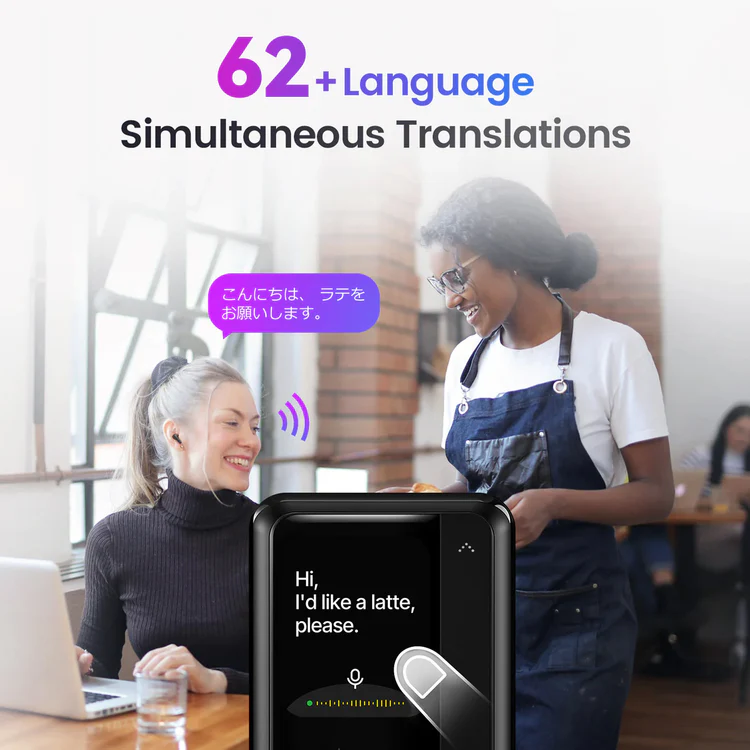 62+Language
Simultaneous Translations
こんにちは、 ラテを
お願いします。
Hi,
I'd like a latte,
please.